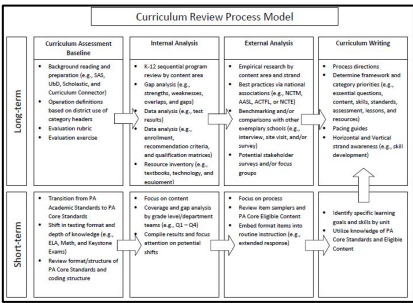 Curriculum Review Process Model
Long-term
Curriculum Assessment
Baseline
• Background reading and
preparation (e.g., SAS,
UbD, Scholastic, and
Curriculum Connector)
• Operation definitions
based on district use of
category headers
• Evaluation rubric
• Evaluation exercise
Internal Analysis
• K-12 sequential program
review by content area
• Gap analysis (e.g.,
strengths, weaknesses,
overlaps, and gaps)
• Data analysis (e.g., test
results)
• Data analysis (e.g.,
enrollment,
recommendation criteria,
and qualification matrices)
• Resource inventory (e.g.,
textbooks, technology, and
equipment)
External Analysis
• Empirical research by
content area and strand
• Best practices via national
associations (e.g., NCTM,
AASL, ACTFL, or NCTE)
• Benchmarking and/or
comparisons with other
exemplary schools (e.g.,
interview, site visit, and/or
survey)
• Potential stakeholder
surveys and/or focus
groups
Curriculum Writing
• Process directions
• Determine framework and
category priorities (e.g.,
essential questions,
content, skills, standards,
assessment, lessons, and
resources)
• Pacing guides
• Horizontal and Vertical
strand awareness (e.g., skill
development)
Short-term
• Transition from PA
Academic Standards to PA
Core Standards
• Shift in testing format and
depth of knowledge (e.g.,
ELA, Math, and Keystone
Exams)
• Review format/structure of
PA Core Standards and
coding structure
• Focus on content
• Coverage and gap analysis
by grade level/department
teams (e.g., Q1 – Q4)
• Compile results and focus
attention on potential
shifts
• Focus on process
• Review item samplers and
PA Core Eligible Content
• Embed format items into
routine instruction (e.g.,
extended response)
• Identify specific learning
goals and skills by unit
• Utilize knowledge of PA
Core Standards and Eligible
Content